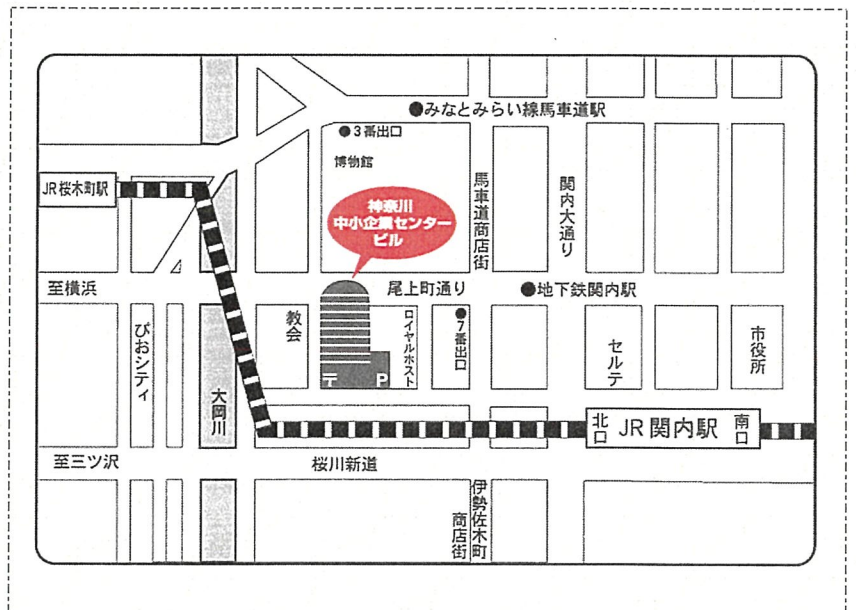 ●みなとみらい線馬車道駅
●3番出口
博物館
JR桜木町駅
馬車道商店街
関内大通り
神奈川
中小企業センター
ビル
至横浜
尾上町通り
●地下鉄関内駅
ぴおシティ
大岡川
教会
ロイヤルホスト
●7番出口
セルテ
市役所
〒
P
北口
JR関内駅
南口
至三ツ沢
桜川新道
伊勢佐木町
商店街